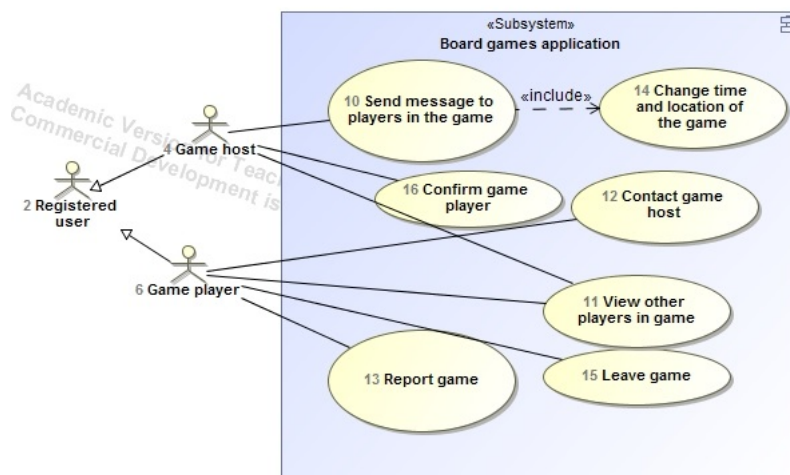 «Subsystem»
Board games application
Academic Version for Teac
Commercial Development is
10 Send message to
players in the game
«include»
14 Change time
and location of
the game
4 Game host
16 Confirm game
player
12 Contact game
host
2 Registered
user
6 Game player
11 View other
players in game
13 Report game
15 Leave game